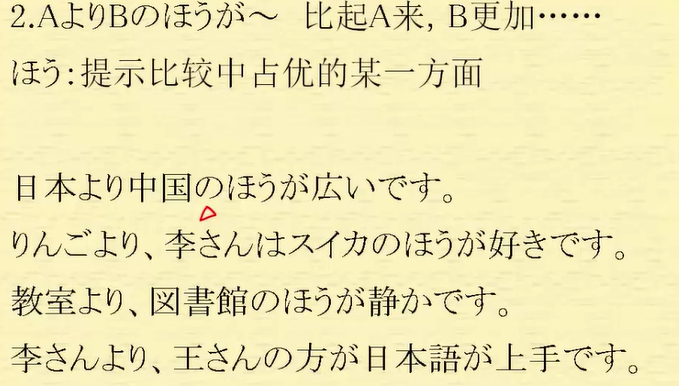 2.AよりBのほうが～　比起A来，B更加……
ほう：提示比较中占优的某一方面
日本より中国のほうが広いです。
りんごより、李さんはスイカのほうが好きです。
教室より、図書館のほうが静かです。
李さんより、王さんの方が日本語が上手です。